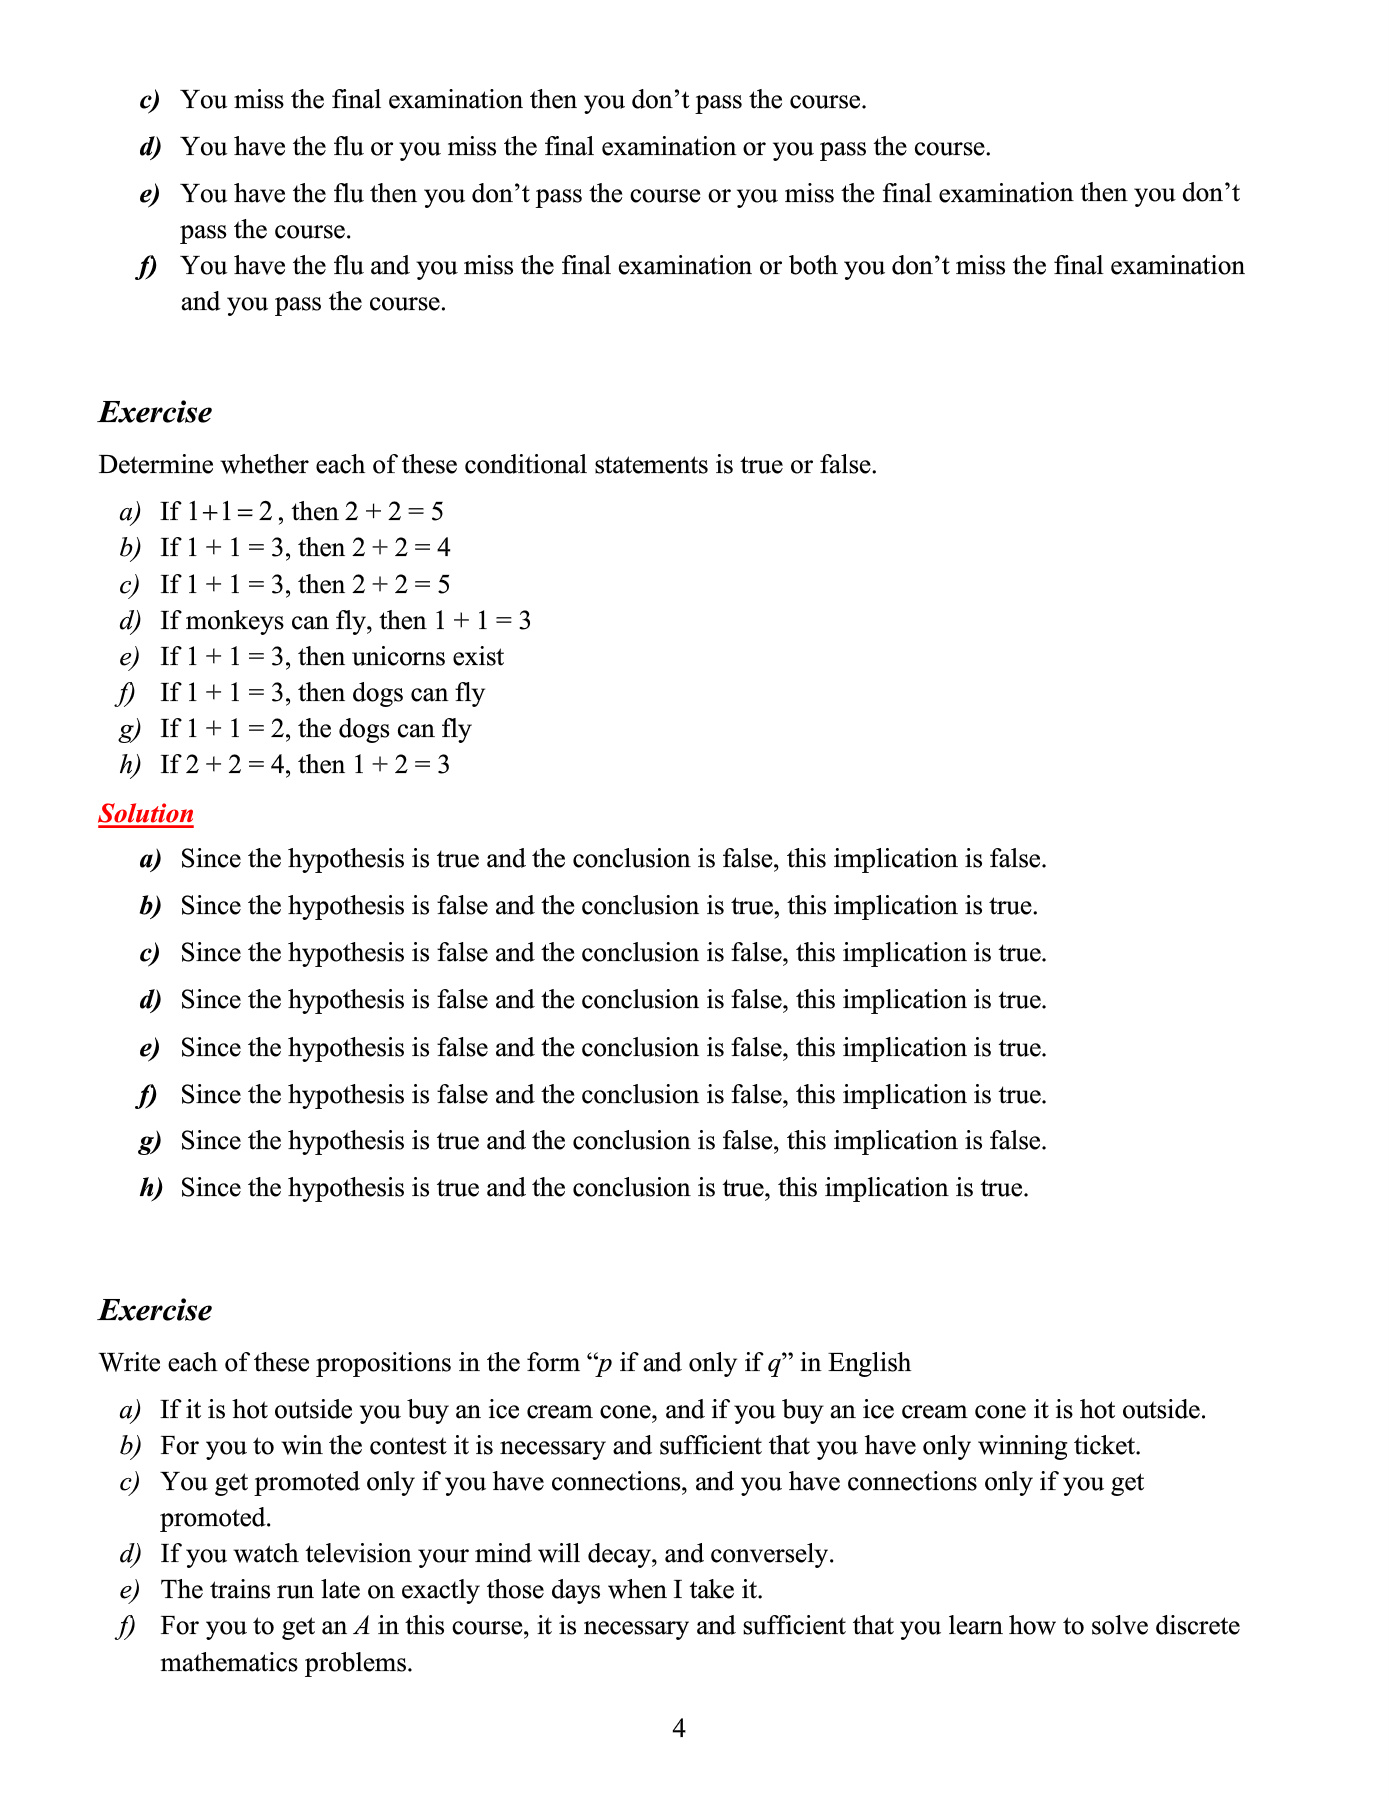 c) You miss the final examination then you don’t pass the course.
d) You have the flu or you miss the final examination or you pass the course.
e) You have the flu then you don’t pass the course or you miss the final examination then you don’t
pass the course.
f) You have the flu and you miss the final examination or both you don’t miss the final examination
and you pass the course.
Exercise
Determine whether each of these conditional statements is true or false.
a) If 1+1=2, then 2 + 2 = 5
b) If 1 + 1 = 3, then 2 + 2 = 4
c) If 1 + 1 = 3, then 2 + 2 = 5
d) If monkeys can fly, then 1 + 1 = 3
e) If 1 + 1 = 3, then unicorns exist
f) If 1 + 1 = 3, then dogs can fly
g) If 1 + 1 = 2, the dogs can fly
h) If 2 + 2 = 4, then 1 + 2 = 3
Solution
a) Since the hypothesis is true and the conclusion is false, this implication is false.
b) Since the hypothesis is false and the conclusion is true, this implication is true.
c) Since the hypothesis is false and the conclusion is false, this implication is true.
d) Since the hypothesis is false and the conclusion is false, this implication is true.
e) Since the hypothesis is false and the conclusion is false, this implication is true.
f) Since the hypothesis is false and the conclusion is false, this implication is true.
g) Since the hypothesis is true and the conclusion is false, this implication is false.
h) Since the hypothesis is true and the conclusion is true, this implication is true.
Exercise
Write each of these propositions in the form “p if and only if q” in English
a) If it is hot outside you buy an ice cream cone, and if you buy an ice cream cone it is hot outside.
b) For you to win the contest it is necessary and sufficient that you have only winning ticket.
c) You get promoted only if you have connections, and you have connections only if you get
promoted.
d) If you watch television your mind will decay, and conversely.
e) The trains run late on exactly those days when I take it.
f) For you to get an A in this course, it is necessary and sufficient that you learn how to solve discrete
mathematics problems.
4